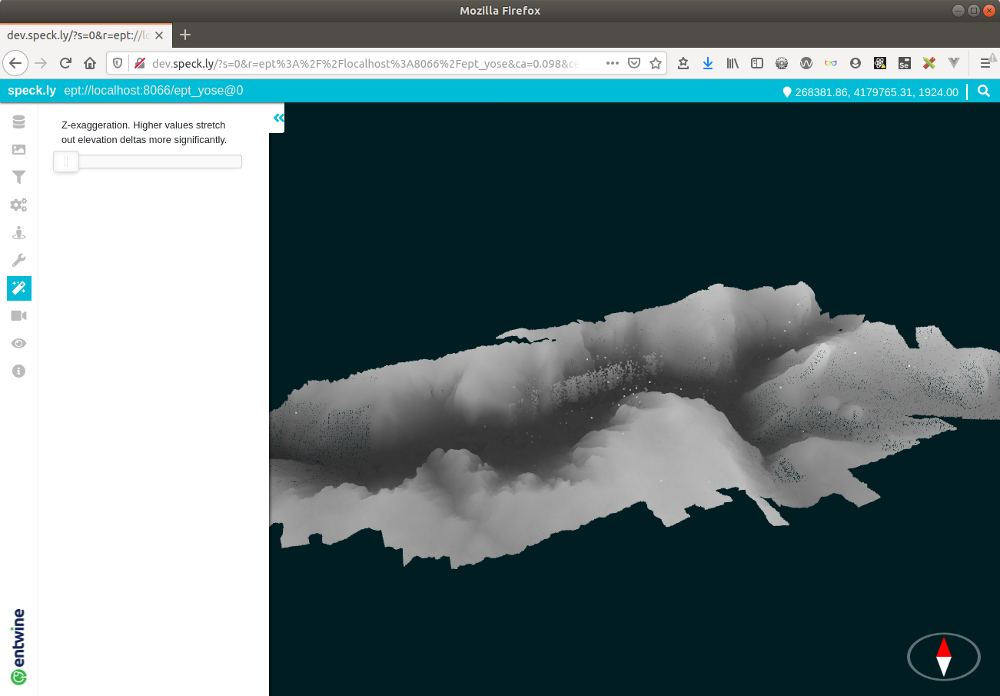 Mozilla Firefox
dev.speck.ly/?s=0&r=ept://lo
dev.speck.ly/?s=0&r=ept%3A%2F%2Flocalhost%3A8066%2Fept_yose&ca=0.098&ce
speck.ly ept://localhost:8066/ept_yose@0
268381.86, 4179765.31, 1924.00
Z-exaggeration. Higher values stretch
out elevation deltas more significantly.
entwine